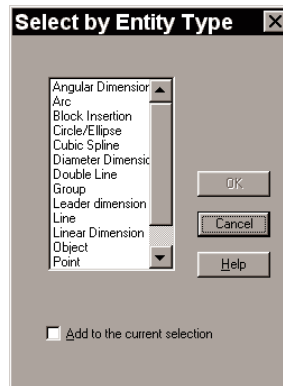 Select by Entity Type
Angular Dimension
Arc
Block Insertion
Circle/Ellipse
Cubic Spline
Diameter Dimensic
Double Line
Group
Leader dimension
Line
Linear Dimension
Object
Point
OK
Cancel
Help
Add to the current selection